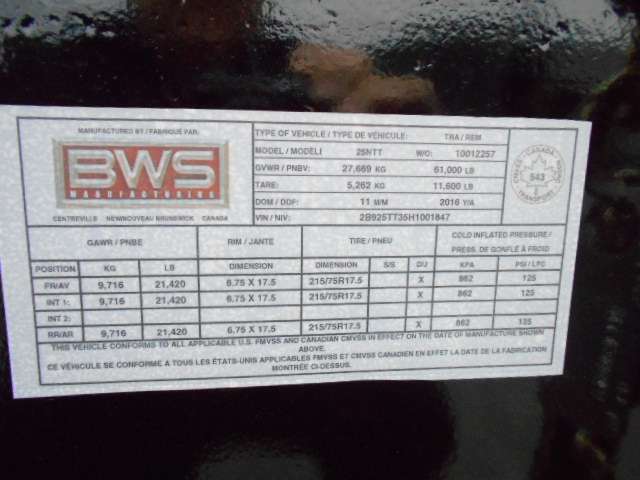 MANUFACTURED BY / FABRIQUÉ PAR:
BWS
MANUFACTURING
CENTREVILLE NEW/NOUVEAU BRUNSWICK CANADA
TYPE OF VEHICLE / TYPE DE VÉHICULE: TRA / REM
MODEL / MODÈLE 25NTT W/O: 10012257
GVWR / PNBV: 27,669 KG 61,000 LB
TARE: 5,262 KG 11,600 LB
DOM / DDF: 11 M/M 2016 Y/A
VIN / NIV: 2B925TT35H1001847
CANADA
TRANSPORT
543
GAWR / PNBE RIM / JANTE TIRE / PNEU COLD INFLATED PRESSURE /
PRESS. DE GONFLÉ À FROID
POSITION KG LB DIMENSION DIMENSION S/S D/J KPA PSI / LPC
FR/AV 9,716 21,420 6.75 X 17.5 215/75R17.5 X 862 125
INT 1: 9,716 21,420 6.75 X 17.5 215/75R17.5 X 862 125
INT 2:
RR/AR 9,716 21,420 6.75 X 17.5 215/75R17.5 X 862 125
THIS VEHICLE CONFORMS TO ALL APPLICABLE U.S. FMVSS AND CANADIAN CMVSS IN EFFECT ON THE DATE OF MANUFACTURE SHOWN
ABOVE.
CE VÉHICULE SE CONFORME A TOUS LES ÉTATS-UNIS APPLICABLES FMVSS ET CMVSS CANADIEN EN EFFET LA DATE DE LA FABRICATION
MONTRÉE CI-DESSUS.